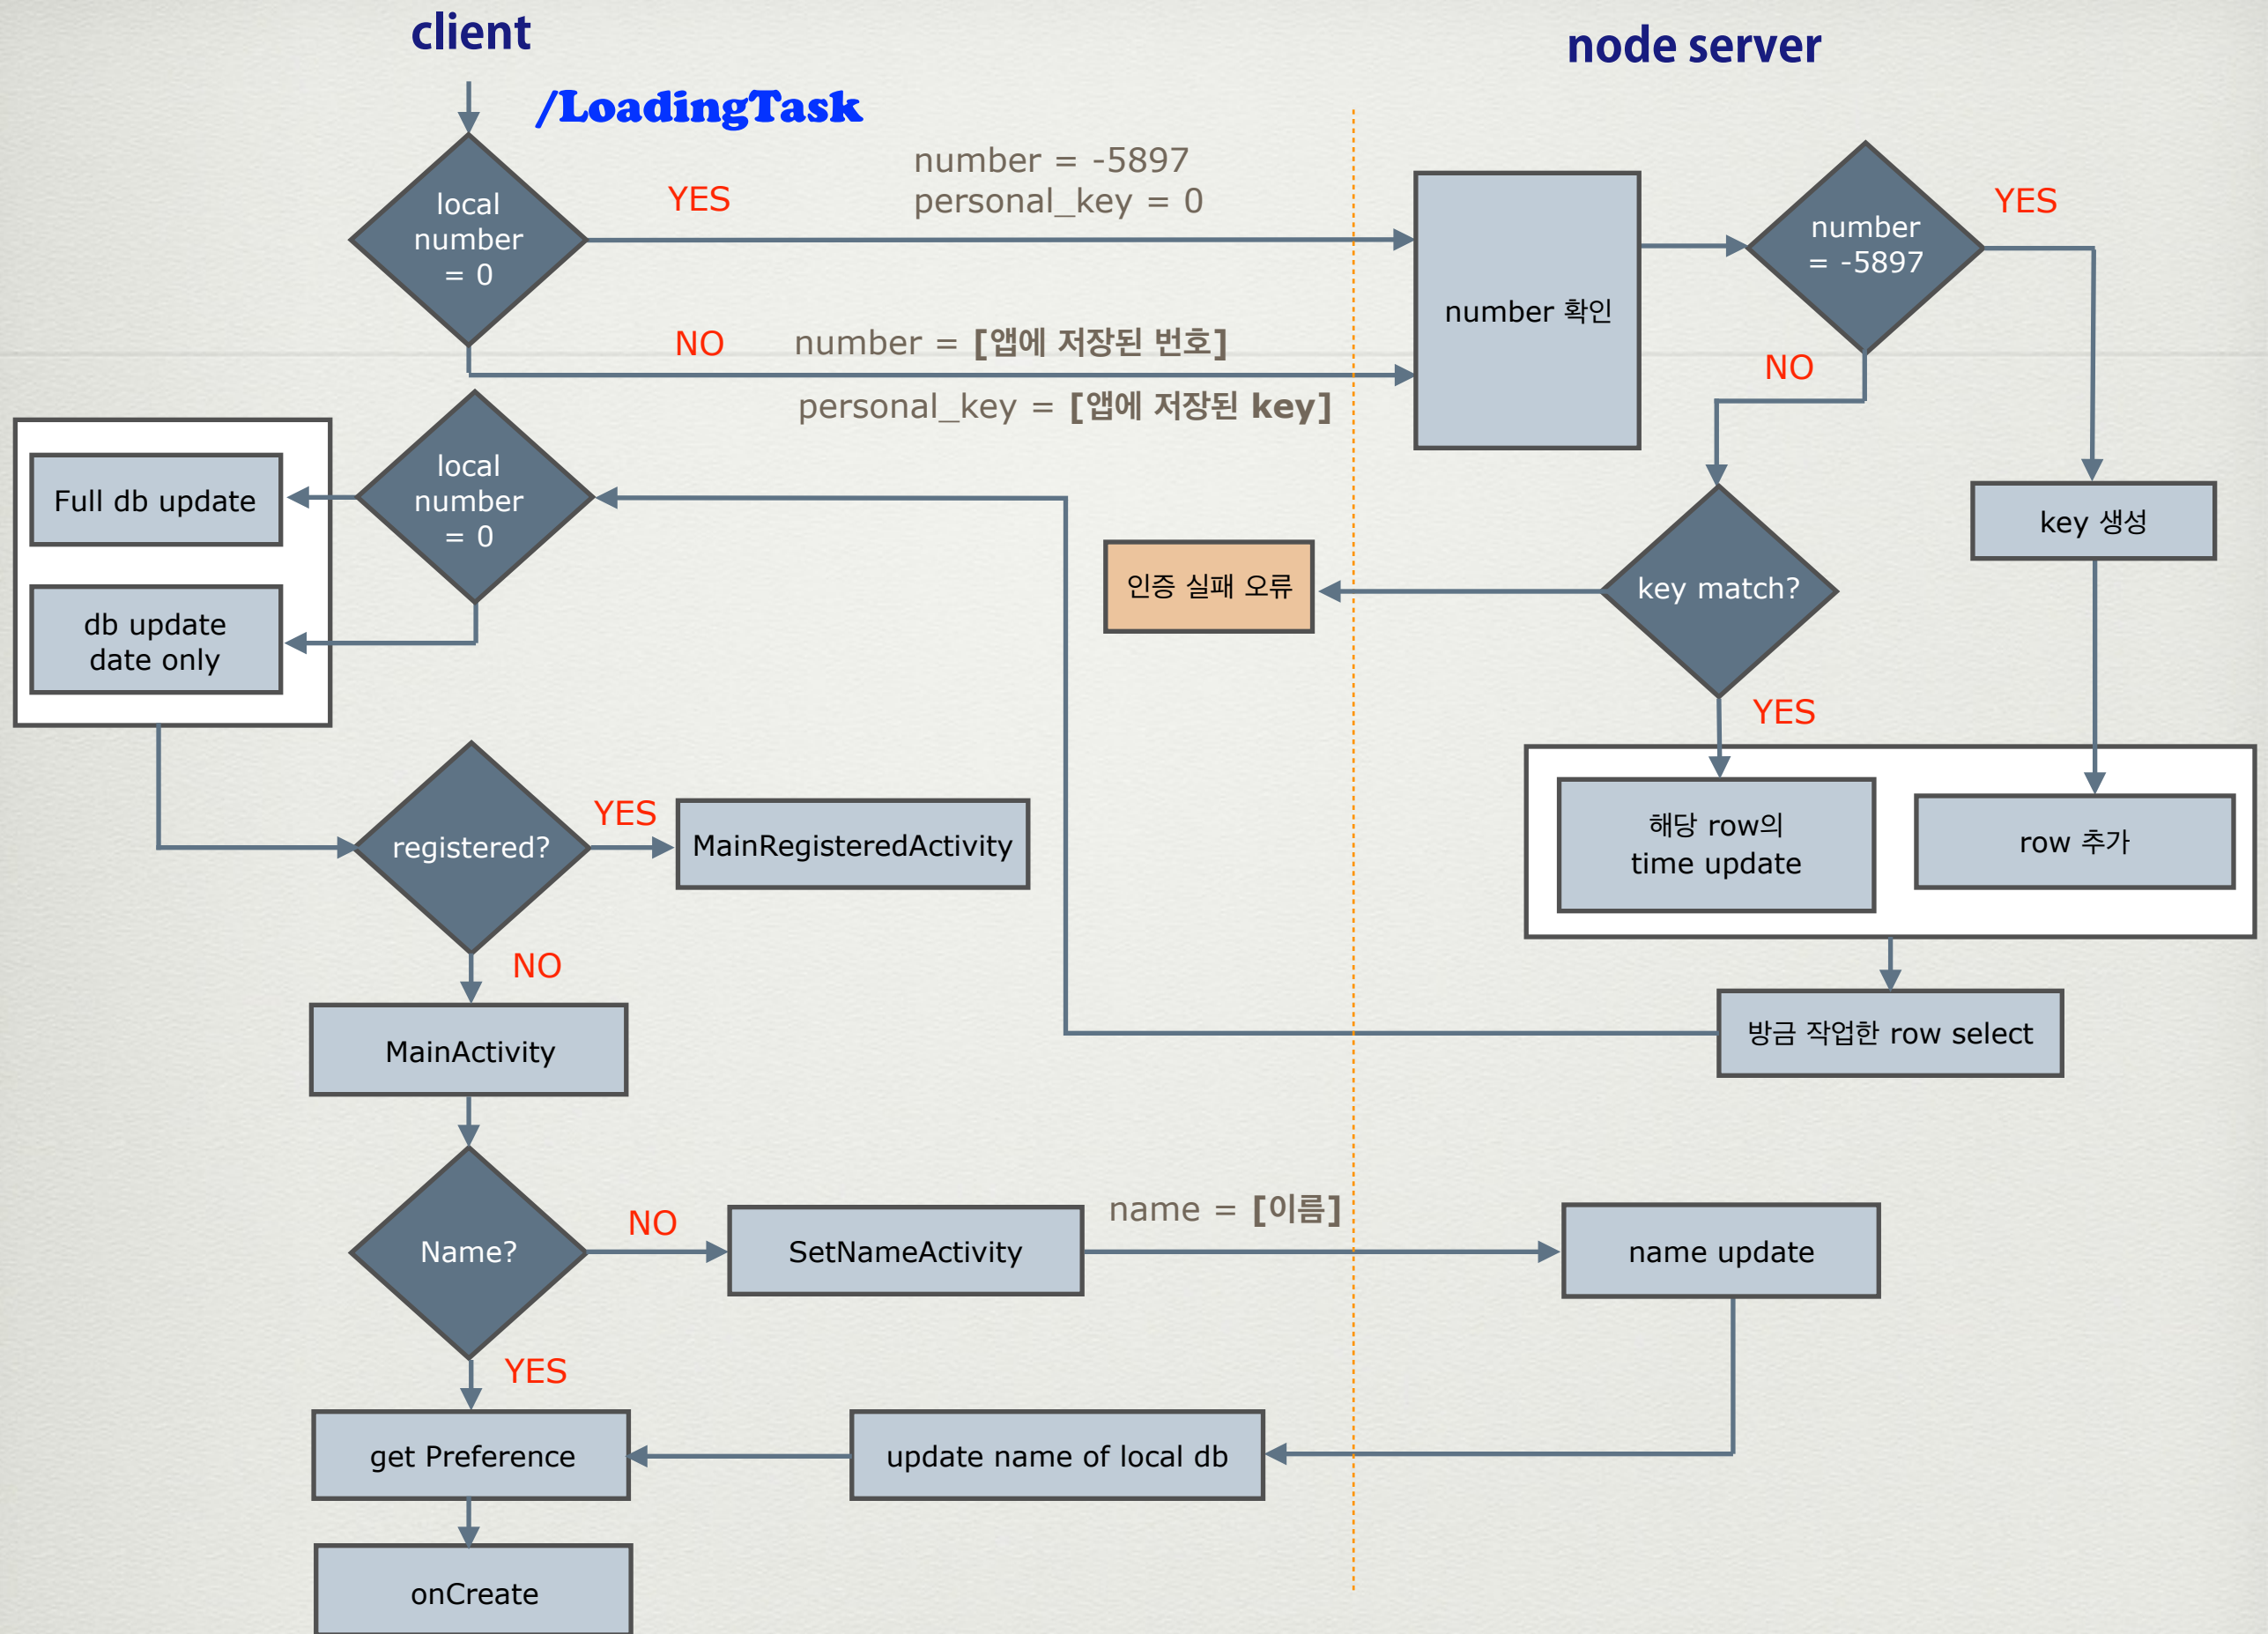 client
node server
/LoadingTask
local
number
= 0
YES
number = -5897
personal_key = 0
NO
number = [앱에 저장된 번호]
personal_key = [앱에 저장된 key]
number 확인
number
= -5897
YES
NO
key 생성
key match?
인증 실패 오류
YES
해당 row의
time update
row 추가
방금 작업한 row select
local
number
= 0
Full db update
db update
date only
registered?
YES
MainRegisteredActivity
NO
MainActivity
Name?
NO
SetNameActivity
name = [이름]
name update
YES
get Preference
update name of local db
onCreate